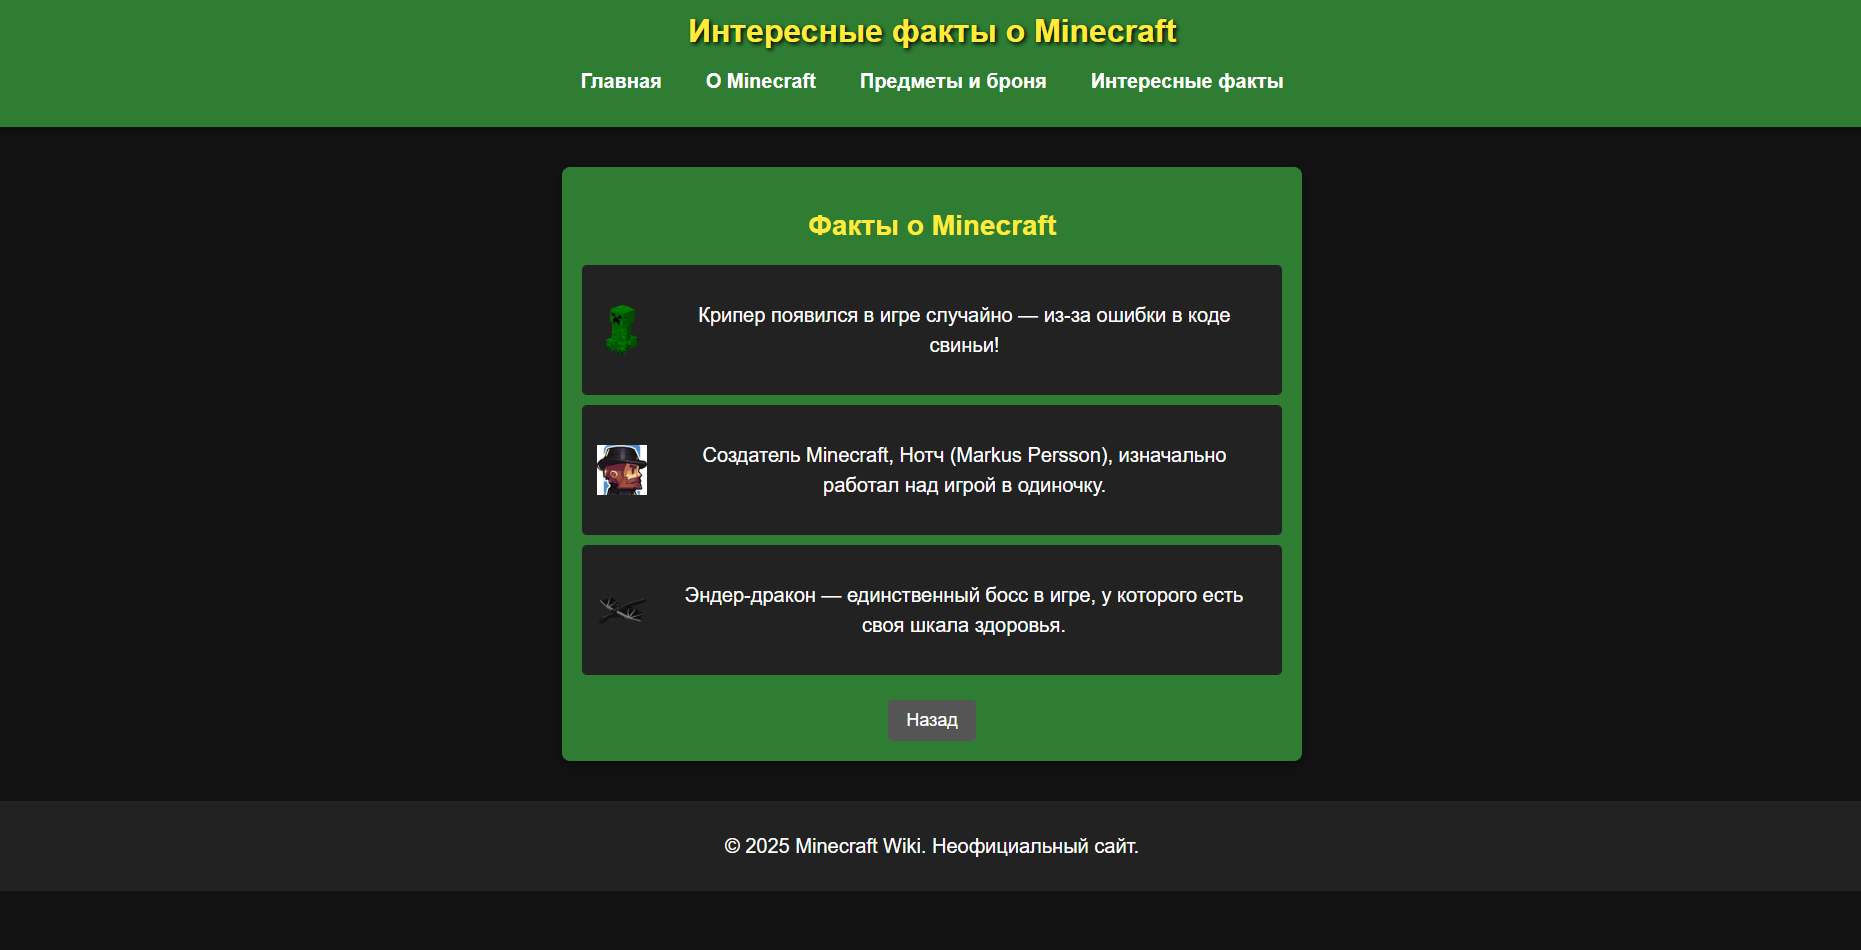 Интересные факты о Minecraft
Главная О Minecraft Предметы и броня Интересные факты
Факты о Minecraft
Крипер появился в игре случайно — из-за ошибки в коде
свиньи!
Создатель Minecraft, Нотч (Markus Persson), изначально
работал над игрой в одиночку.
Эндер-дракон — единственный босс в игре, у которого есть
своя шкала здоровья.
Назад
© 2025 Minecraft Wiki. Неофициальный сайт.